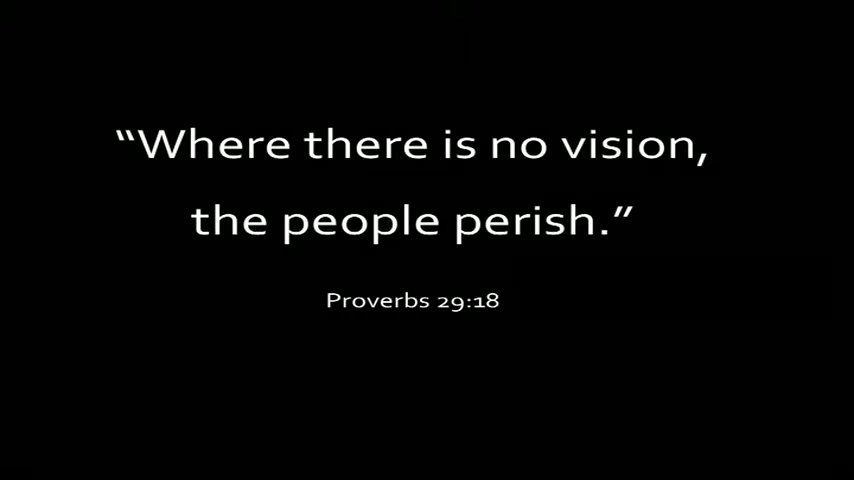 “Where there is no vision,
the people perish.”
Proverbs 29:18